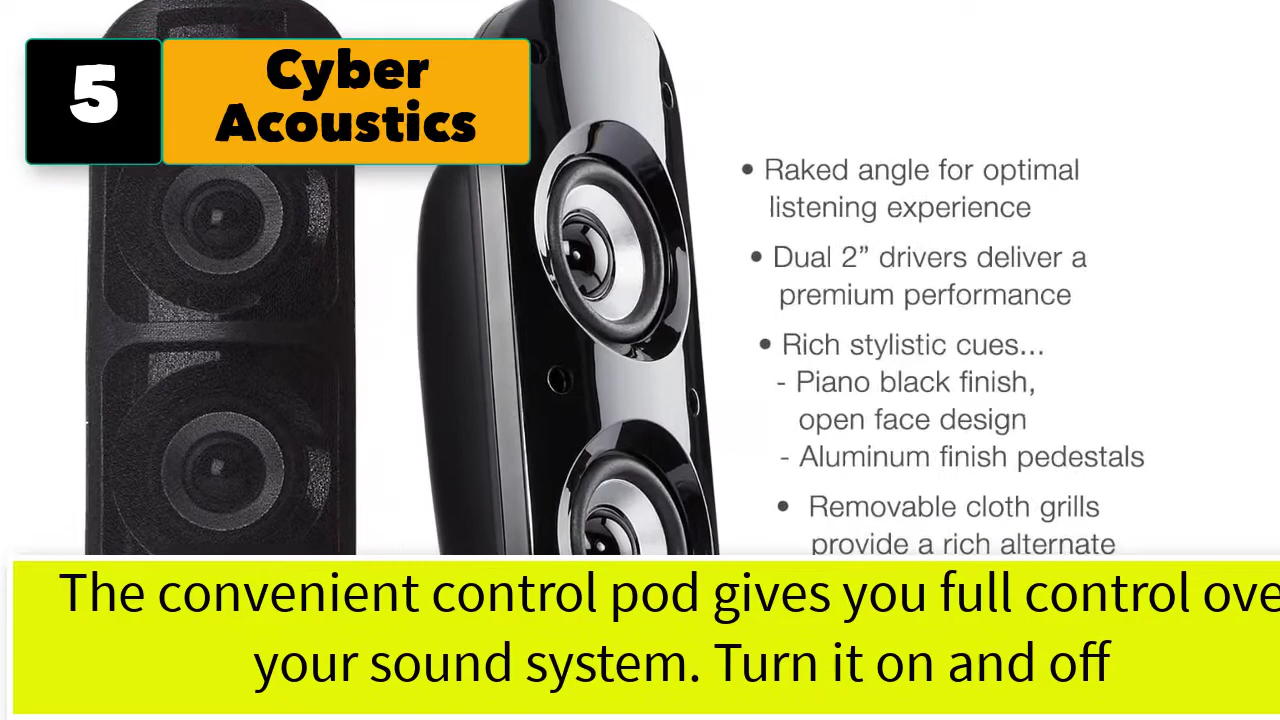 5
Cyber
Acoustics
• Raked angle for optimal
listening experience
• Dual 2” drivers deliver a
premium performance
• Rich stylistic cues...
- Piano black finish,
open face design
- Aluminum finish pedestals
• Removable cloth grills
provide a rich alternate
The convenient control pod gives you full control ove
your sound system. Turn it on and off